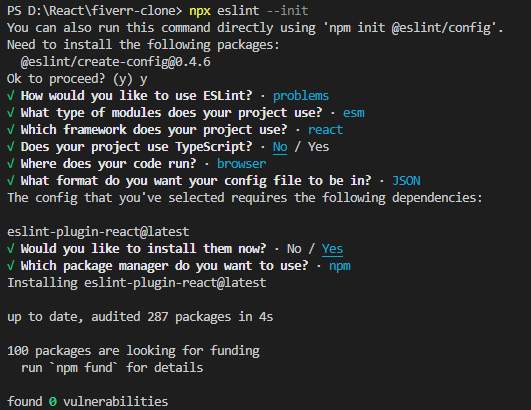 PS D:\React\fiverr-clone> npx eslint --init
You can also run this command directly using 'npm init @eslint/config'.
Need to install the following packages:
  @eslint/create-config@0.4.6
Ok to proceed? (y) y
√ How would you like to use ESLint? · problems
√ What type of modules does your project use? · esm
√ Which framework does your project use? · react
√ Does your project use TypeScript? · No / Yes
√ Where does your code run? · browser
√ What format do you want your config file to be in? · JSON
The config that you've selected requires the following dependencies:

eslint-plugin-react@latest
√ Would you like to install them now? · No / Yes
√ Which package manager do you want to use? · npm
Installing eslint-plugin-react@latest

up to date, audited 287 packages in 4s

100 packages are looking for funding
  run `npm fund` for details

found 0 vulnerabilities